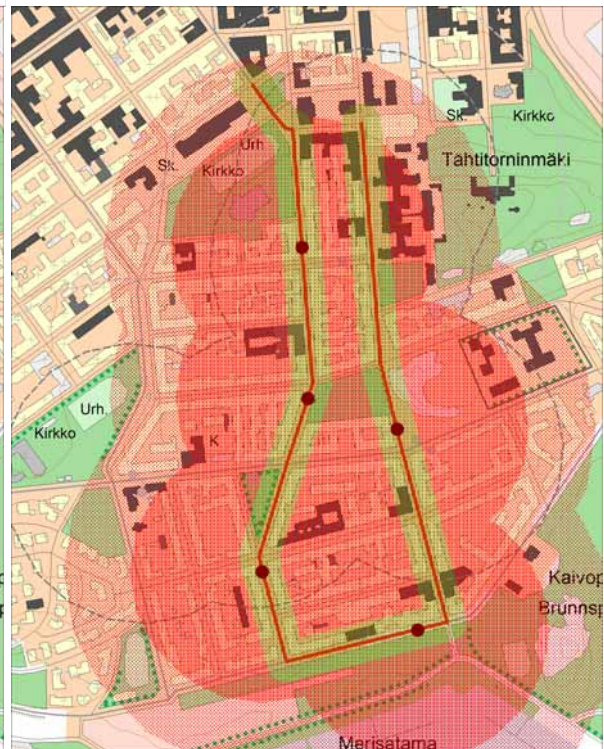 Sk.
Kirkko
Urh.
Tähtitorninmäki
Sk.
Kirkko
Urh.
Kirkko
K
Kaivop
Brunnsp
Merisatama